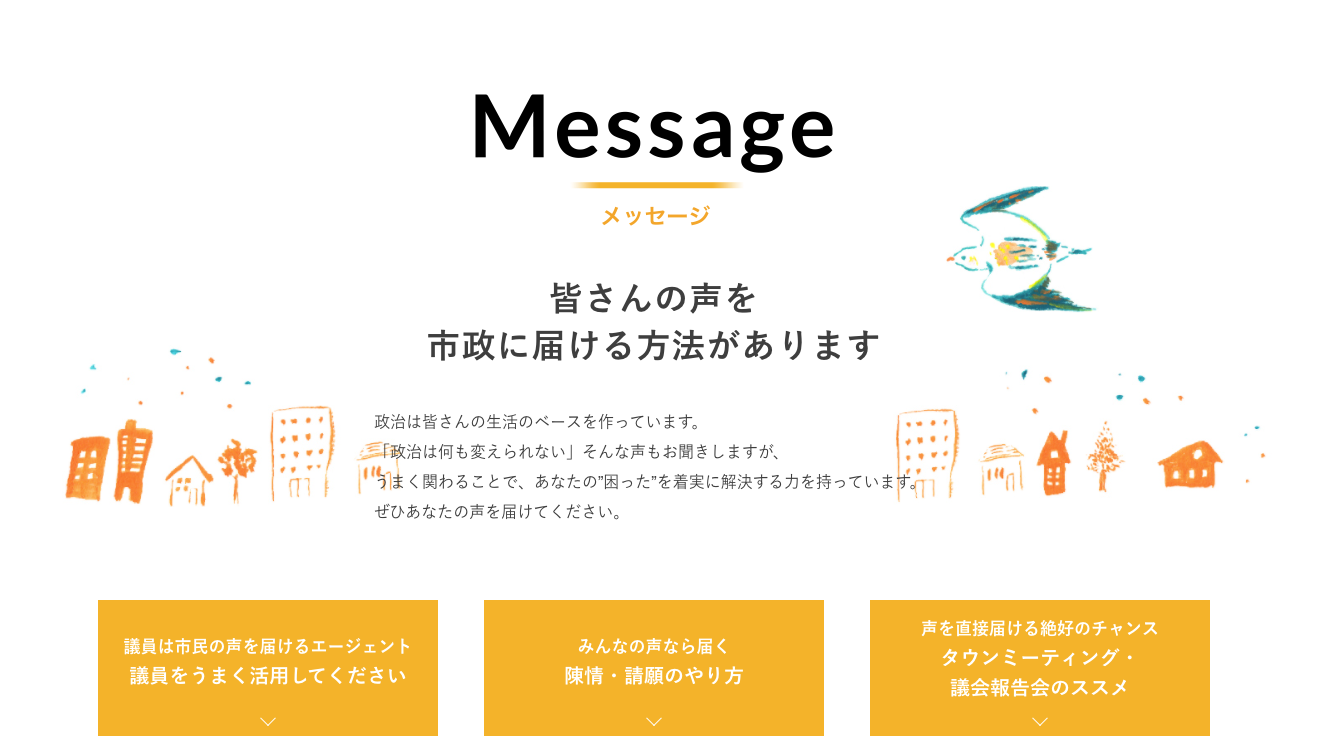 Message
メッセージ
皆さんの声を
市政に届ける方法があります
政治は皆さんの生活のベースを作っています。
「政治は何も変えられない」そんな声もお聞きしますが、
うまく関わることで、あなたの”困った”を着実に解決する力を持っています。
ぜひあなたの声を届けてください。
議員は市民の声を届けるエージェント
議員をうまく活用してください
みんなの声なら届く
陳情・請願のやり方
声を直接届ける絶好のチャンス
タウンミーティング・
議会報告会のススメ